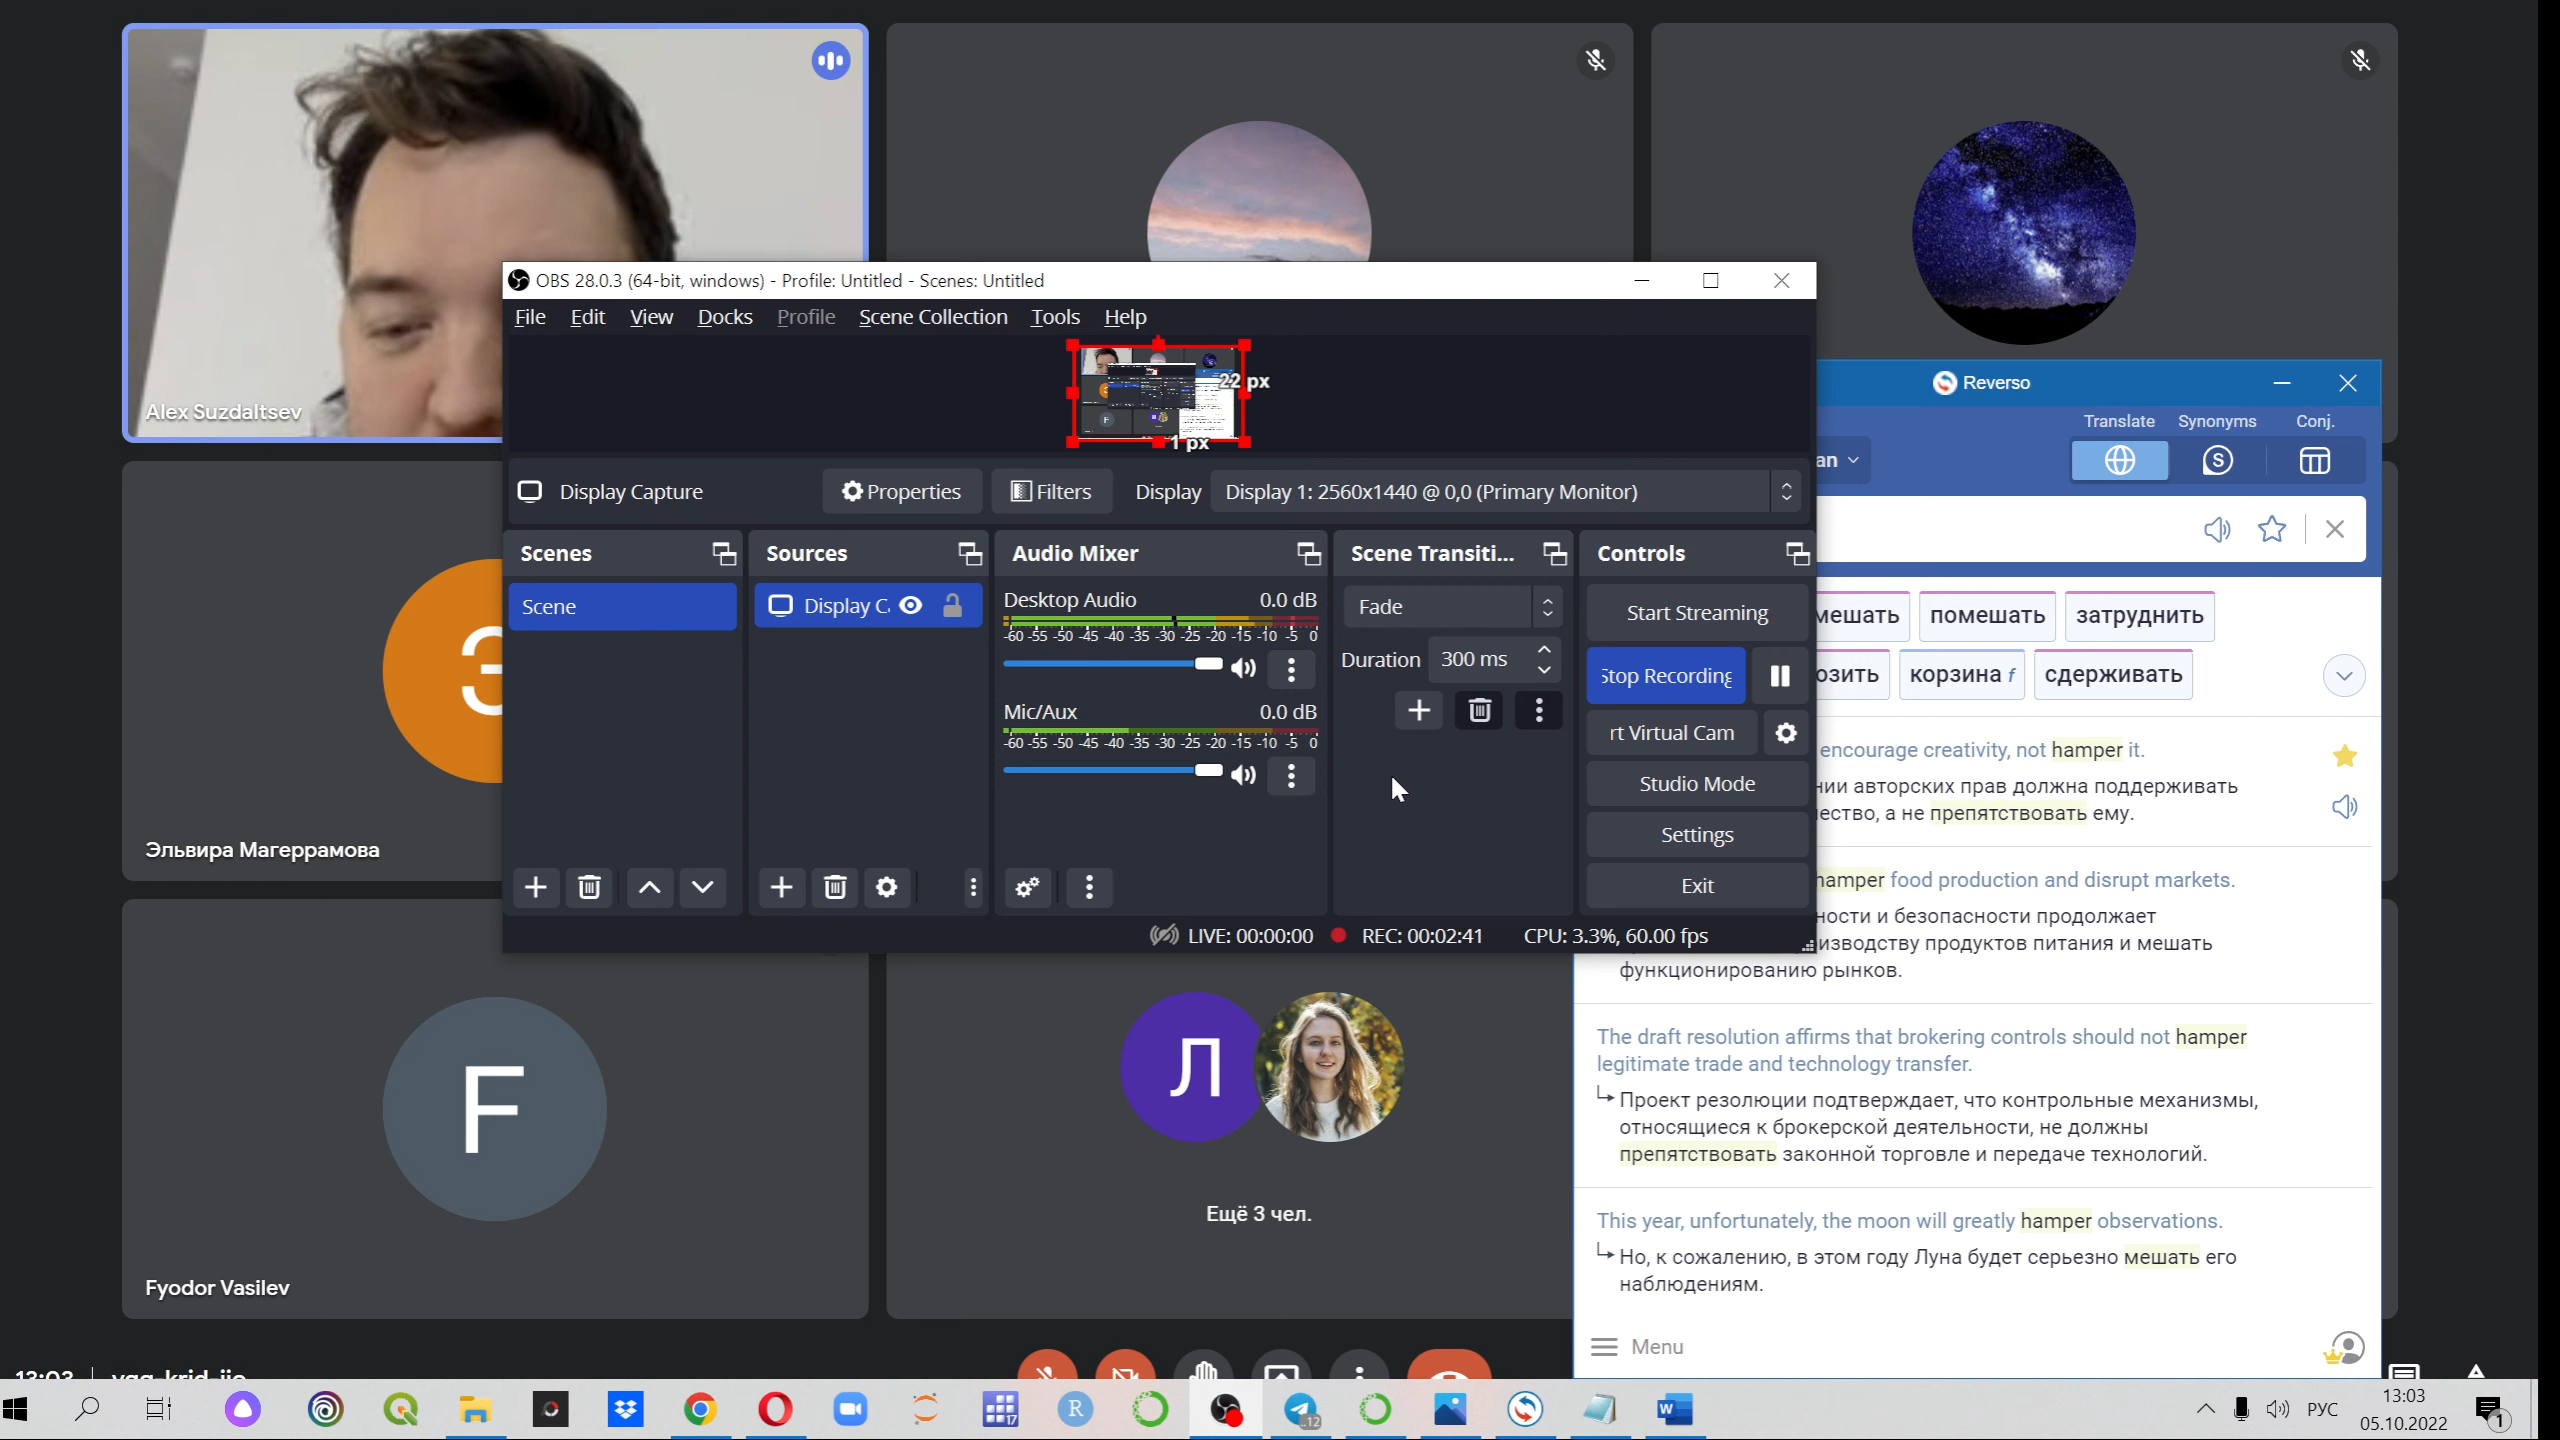 Alex Suzdaltsev
Э
Эльвира Магеррамова
F
Fyodor Vasilev
Л
Ещё 3 чел.
OBS 28.0.3 (64-bit, windows) - Profile: Untitled - Scenes: Untitled
File Edit View Docks Profile Scene Collection Tools Help
22 px
1 px
Display Capture
Properties
Filters
Display
Display 1: 2560x1440 @ 0,0 (Primary Monitor)
Scenes
Scene
Sources
Display C
Audio Mixer
Desktop Audio 0.0 dB
-60 -55 -50 -45 -40 -35 -30 -25 -20 -15 -10 -5 0
Mic/Aux 0.0 dB
-60 -55 -50 -45 -40 -35 -30 -25 -20 -15 -10 -5 0
Scene Transiti...
Fade
Duration 300 ms
Controls
Start Streaming
Stop Recording
rt Virtual Cam
Studio Mode
Settings
Exit
LIVE: 00:00:00 REC: 00:02:41 CPU: 3.3%, 60.00 fps
Reverso
Translate Synonyms Conj.
an
S
мешать помешать затруднить
озить корзина f сдерживать
encourage creativity, not hamper it.
нии авторских прав должна поддерживать
ество, а не препятствовать ему.
hamper food production and disrupt markets.
ности и безопасности продолжает
изводству продуктов питания и мешать
функционированию рынков.
The draft resolution affirms that brokering controls should not hamper
legitimate trade and technology transfer.
Проект резолюции подтверждает, что контрольные механизмы,
относящиеся к брокерской деятельности, не должны
препятствовать законной торговле и передаче технологий.
This year, unfortunately, the moon will greatly hamper observations.
Но, к сожалению, в этом году Луна будет серьезно мешать его
наблюдениям.
Menu
17
R
..12
W
РУС
13:03
05.10.2022
1